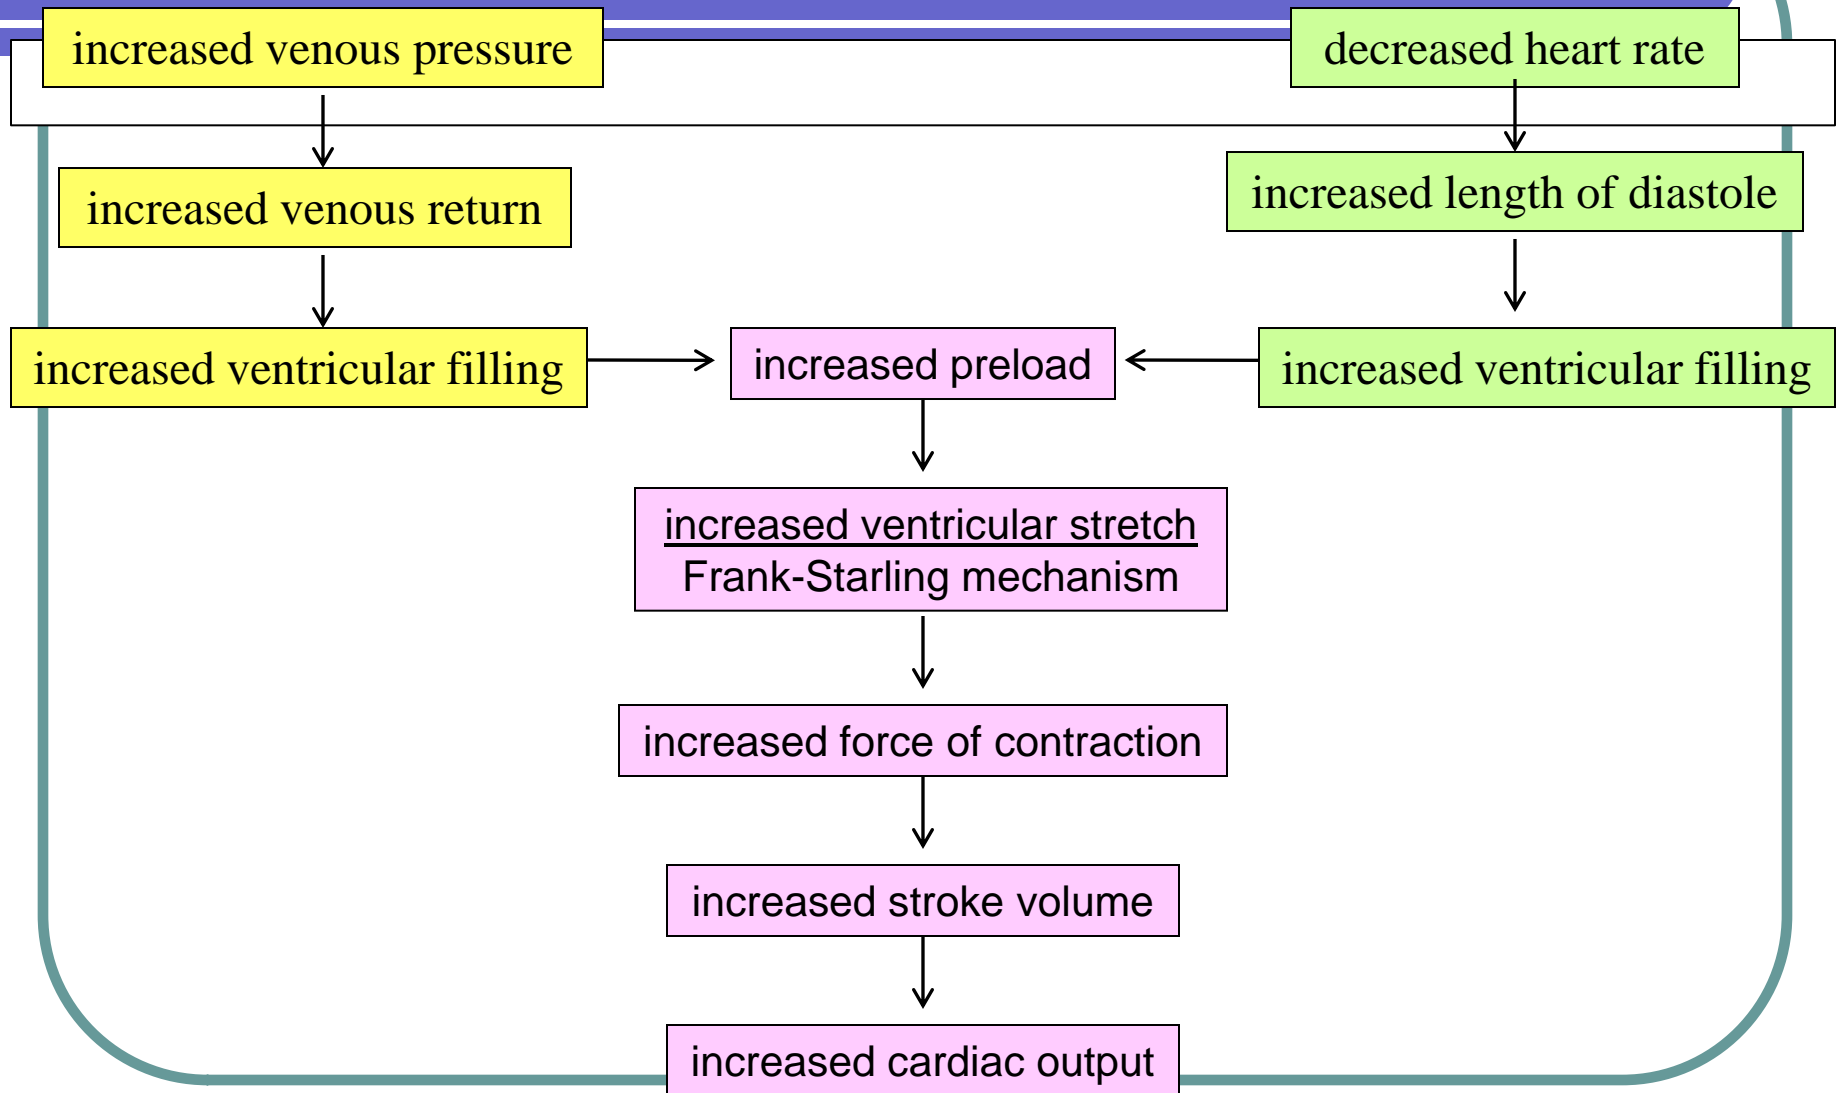 increased venous pressure
decreased heart rate
increased venous return
increased length of diastole
increased ventricular filling
increased preload
increased ventricular filling
increased ventricular stretch
Frank-Starling mechanism
increased force of contraction
increased stroke volume
increased cardiac output